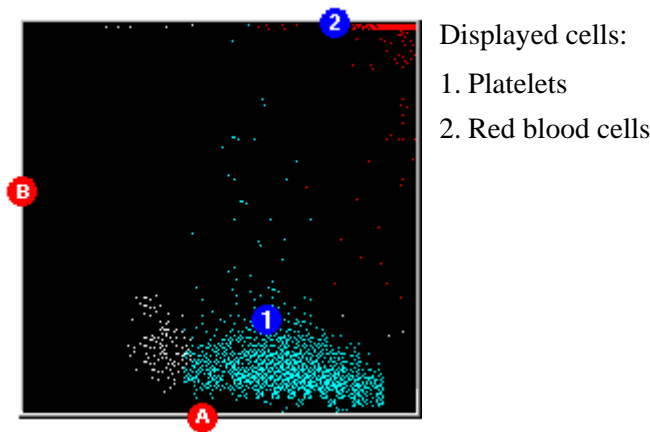 2
Displayed cells:
1. Platelets
2. Red blood cells
B
1
A